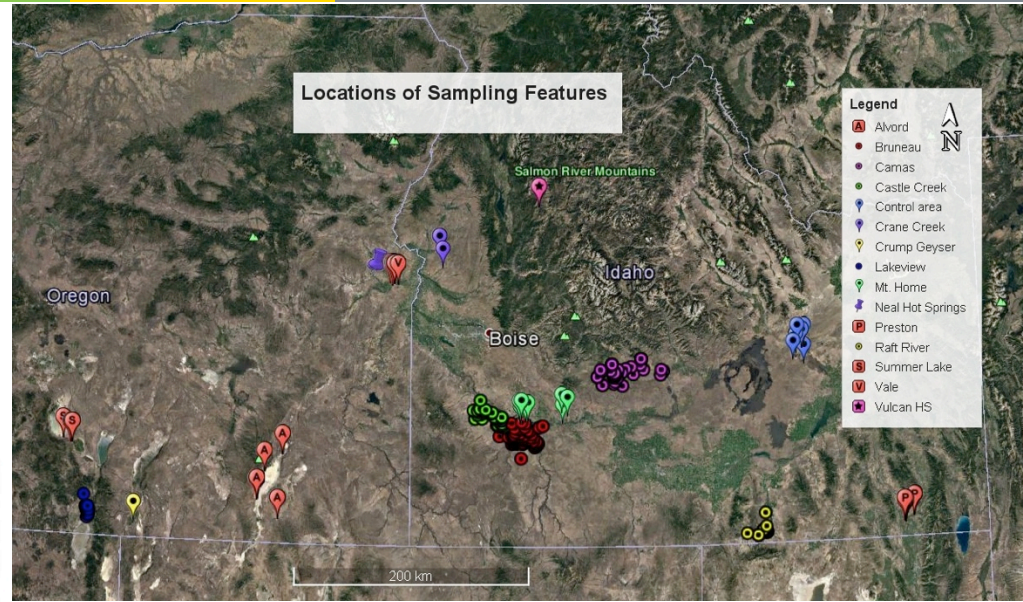 Locations of Sampling Features
Legend
N
A Alvord
Bruneau
Camas
Castle Creek
Control area
Crane Creek
Crump Geyser
Lakeview
Mt. Home
Neal Hot Springs
P Preston
Raft River
S Summer Lake
V Vale
Vulcan HS
Salmon River Mountains
V
Idaho
Oregon
Boise
S S
A
A
A
A
P P
200 km